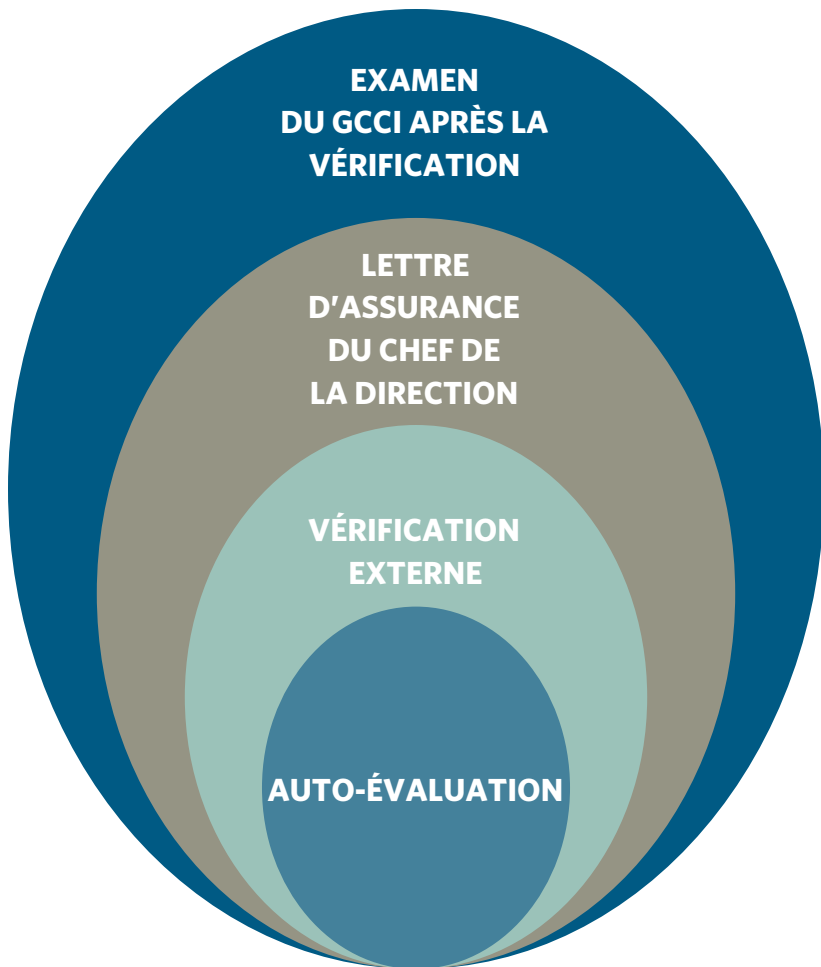 EXAMEN
DU GCCI APRÈS LA
VÉRIFICATION
LETTRE
D'ASSURANCE
DU CHEF DE
LA DIRECTION
VÉRIFICATION
EXTERNE
AUTO-ÉVALUATION